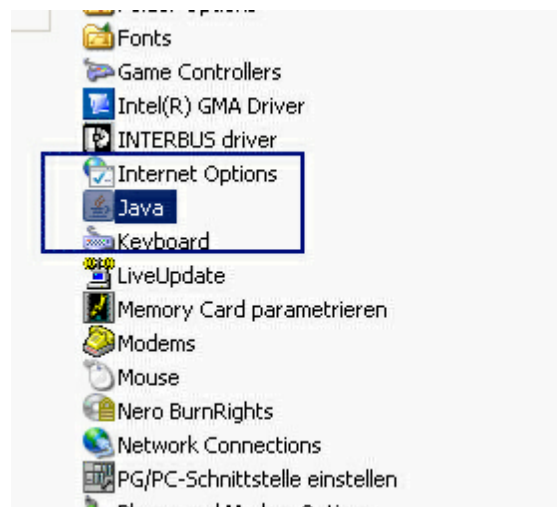 Fonts
Game Controllers
Intel(R) GMA Driver
INTERBUS driver
Internet Options
Java
Keyboard
LiveUpdate
Memory Card parametrieren
Modems
Mouse
Nero BurnRights
Network Connections
PG/PC-Schnittstelle einstellen